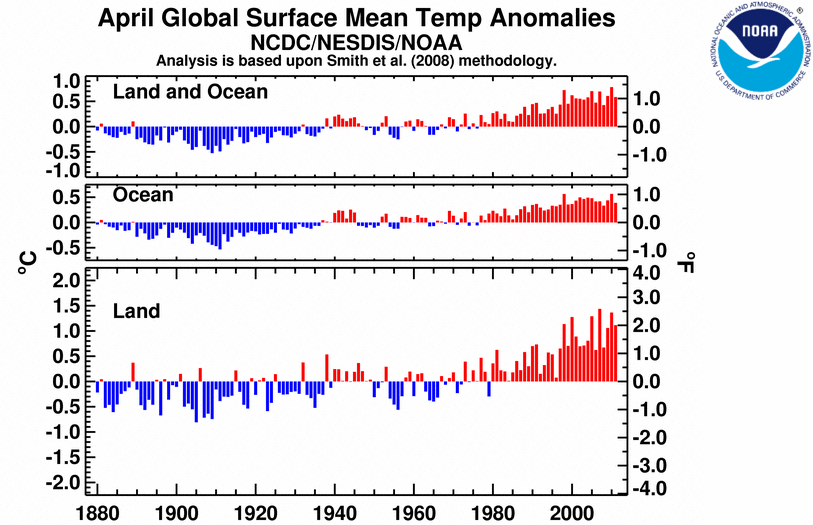 April Global Surface Mean Temp Anomalies
NCDC/NESDIS/NOAA
Analysis is based upon Smith et al. (2008) methodology.
NATIONAL OCEANIC AND ATMOSPHERIC ADMINISTRATION
®
NOAA
U.S. DEPARTMENT OF COMMERCE
Land and Ocean
1.0
0.5
0.0
-0.5
-1.0
1.0
0.0
-1.0
Ocean
0.5
0.0
-0.5
1.0
0.0
-1.0
°C
°F
Land
2.0
1.5
1.0
0.5
0.0
-0.5
-1.0
-1.5
-2.0
4.0
3.0
2.0
1.0
0.0
-1.0
-2.0
-3.0
-4.0
1880 1900 1920 1940 1960 1980 2000